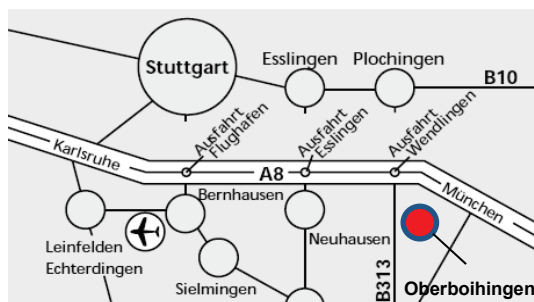 Esslingen
Plochingen
Stuttgart
B10
Ausfahrt
Flughafen
Ausfahrt
Esslingen
Ausfahrt
Wendlingen
Karlsruhe
A8
München
Bernhausen
Leinfelden
Echterdingen
Neuhausen
Sielmingen
B313
Oberboihingen